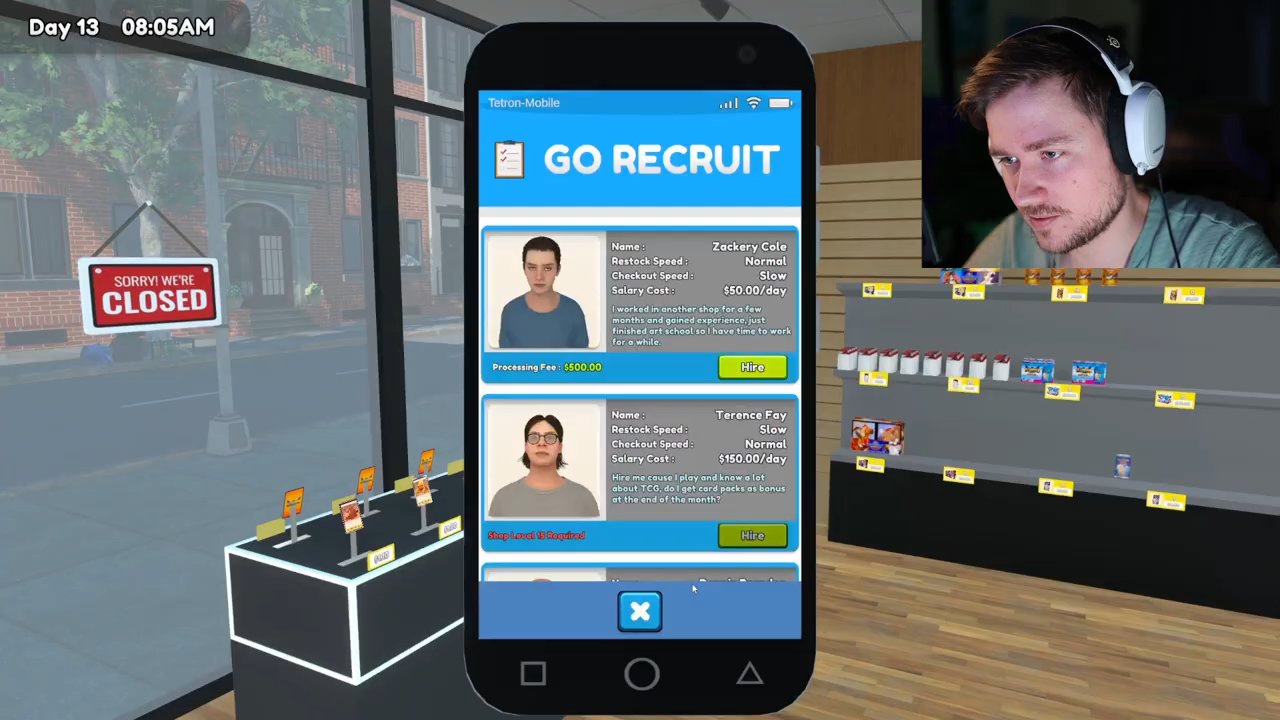 Day 13 08:05AM
Tetron-Mobile
GO RECRUIT
SORRY! WE'RE
CLOSED
Name : Zackery Cole
Restock Speed : Normal
Checkout Speed : Slow
Salary Cost : $50.00/day
I worked in another shop for a few
months and gained experience, just
finished art school so I have time to work
for a while.
Processing Fee : $500.00 Hire
Name : Terence Fay
Restock Speed : Slow
Checkout Speed : Normal
Salary Cost : $150.00/day
Hire me cause I play and know a lot
about TCG, do I get card packs as bonus
at the end of the month?
Shop Level 15 Required Hire